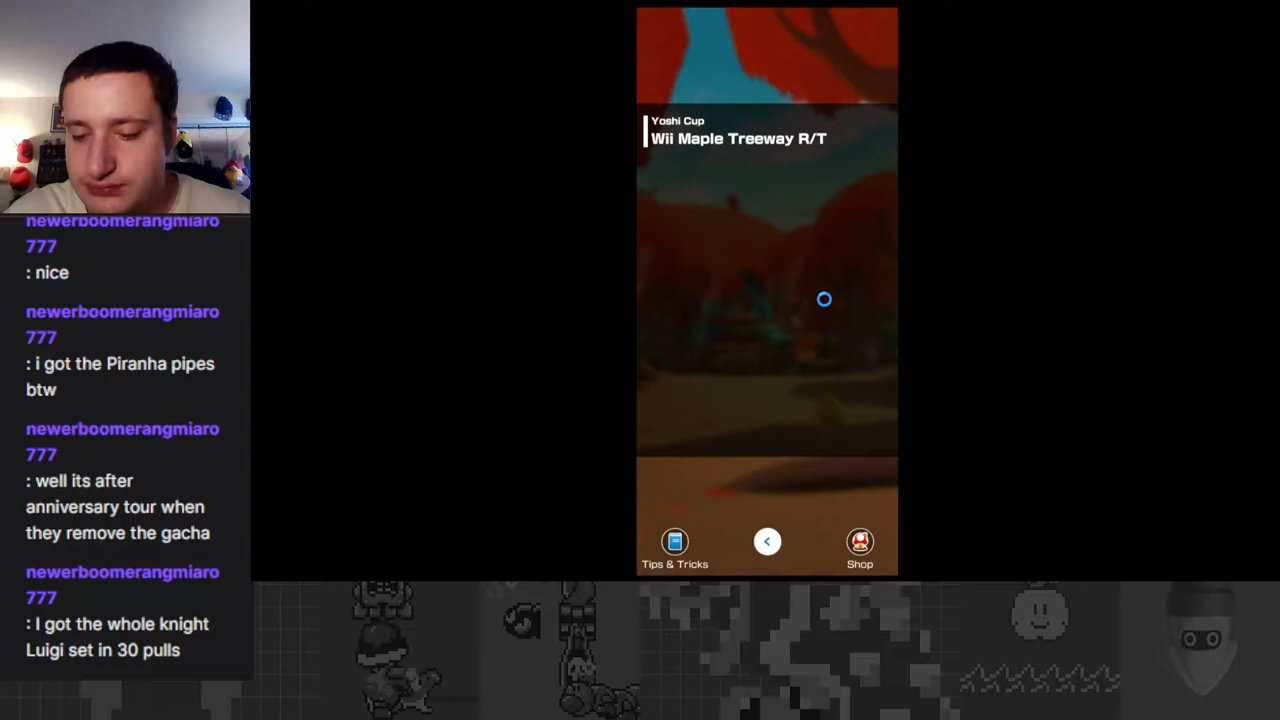 newerboomerangmiaro
777
: nice
newerboomerangmiaro
777
: i got the Piranha pipes
btw
newerboomerangmiaro
777
: well its after
anniversary tour when
they remove the gacha
newerboomerangmiaro
777
: I got the whole knight
Luigi set in 30 pulls
Yoshi Cup
Wii Maple Treeway R/T
Tips & Tricks
Shop